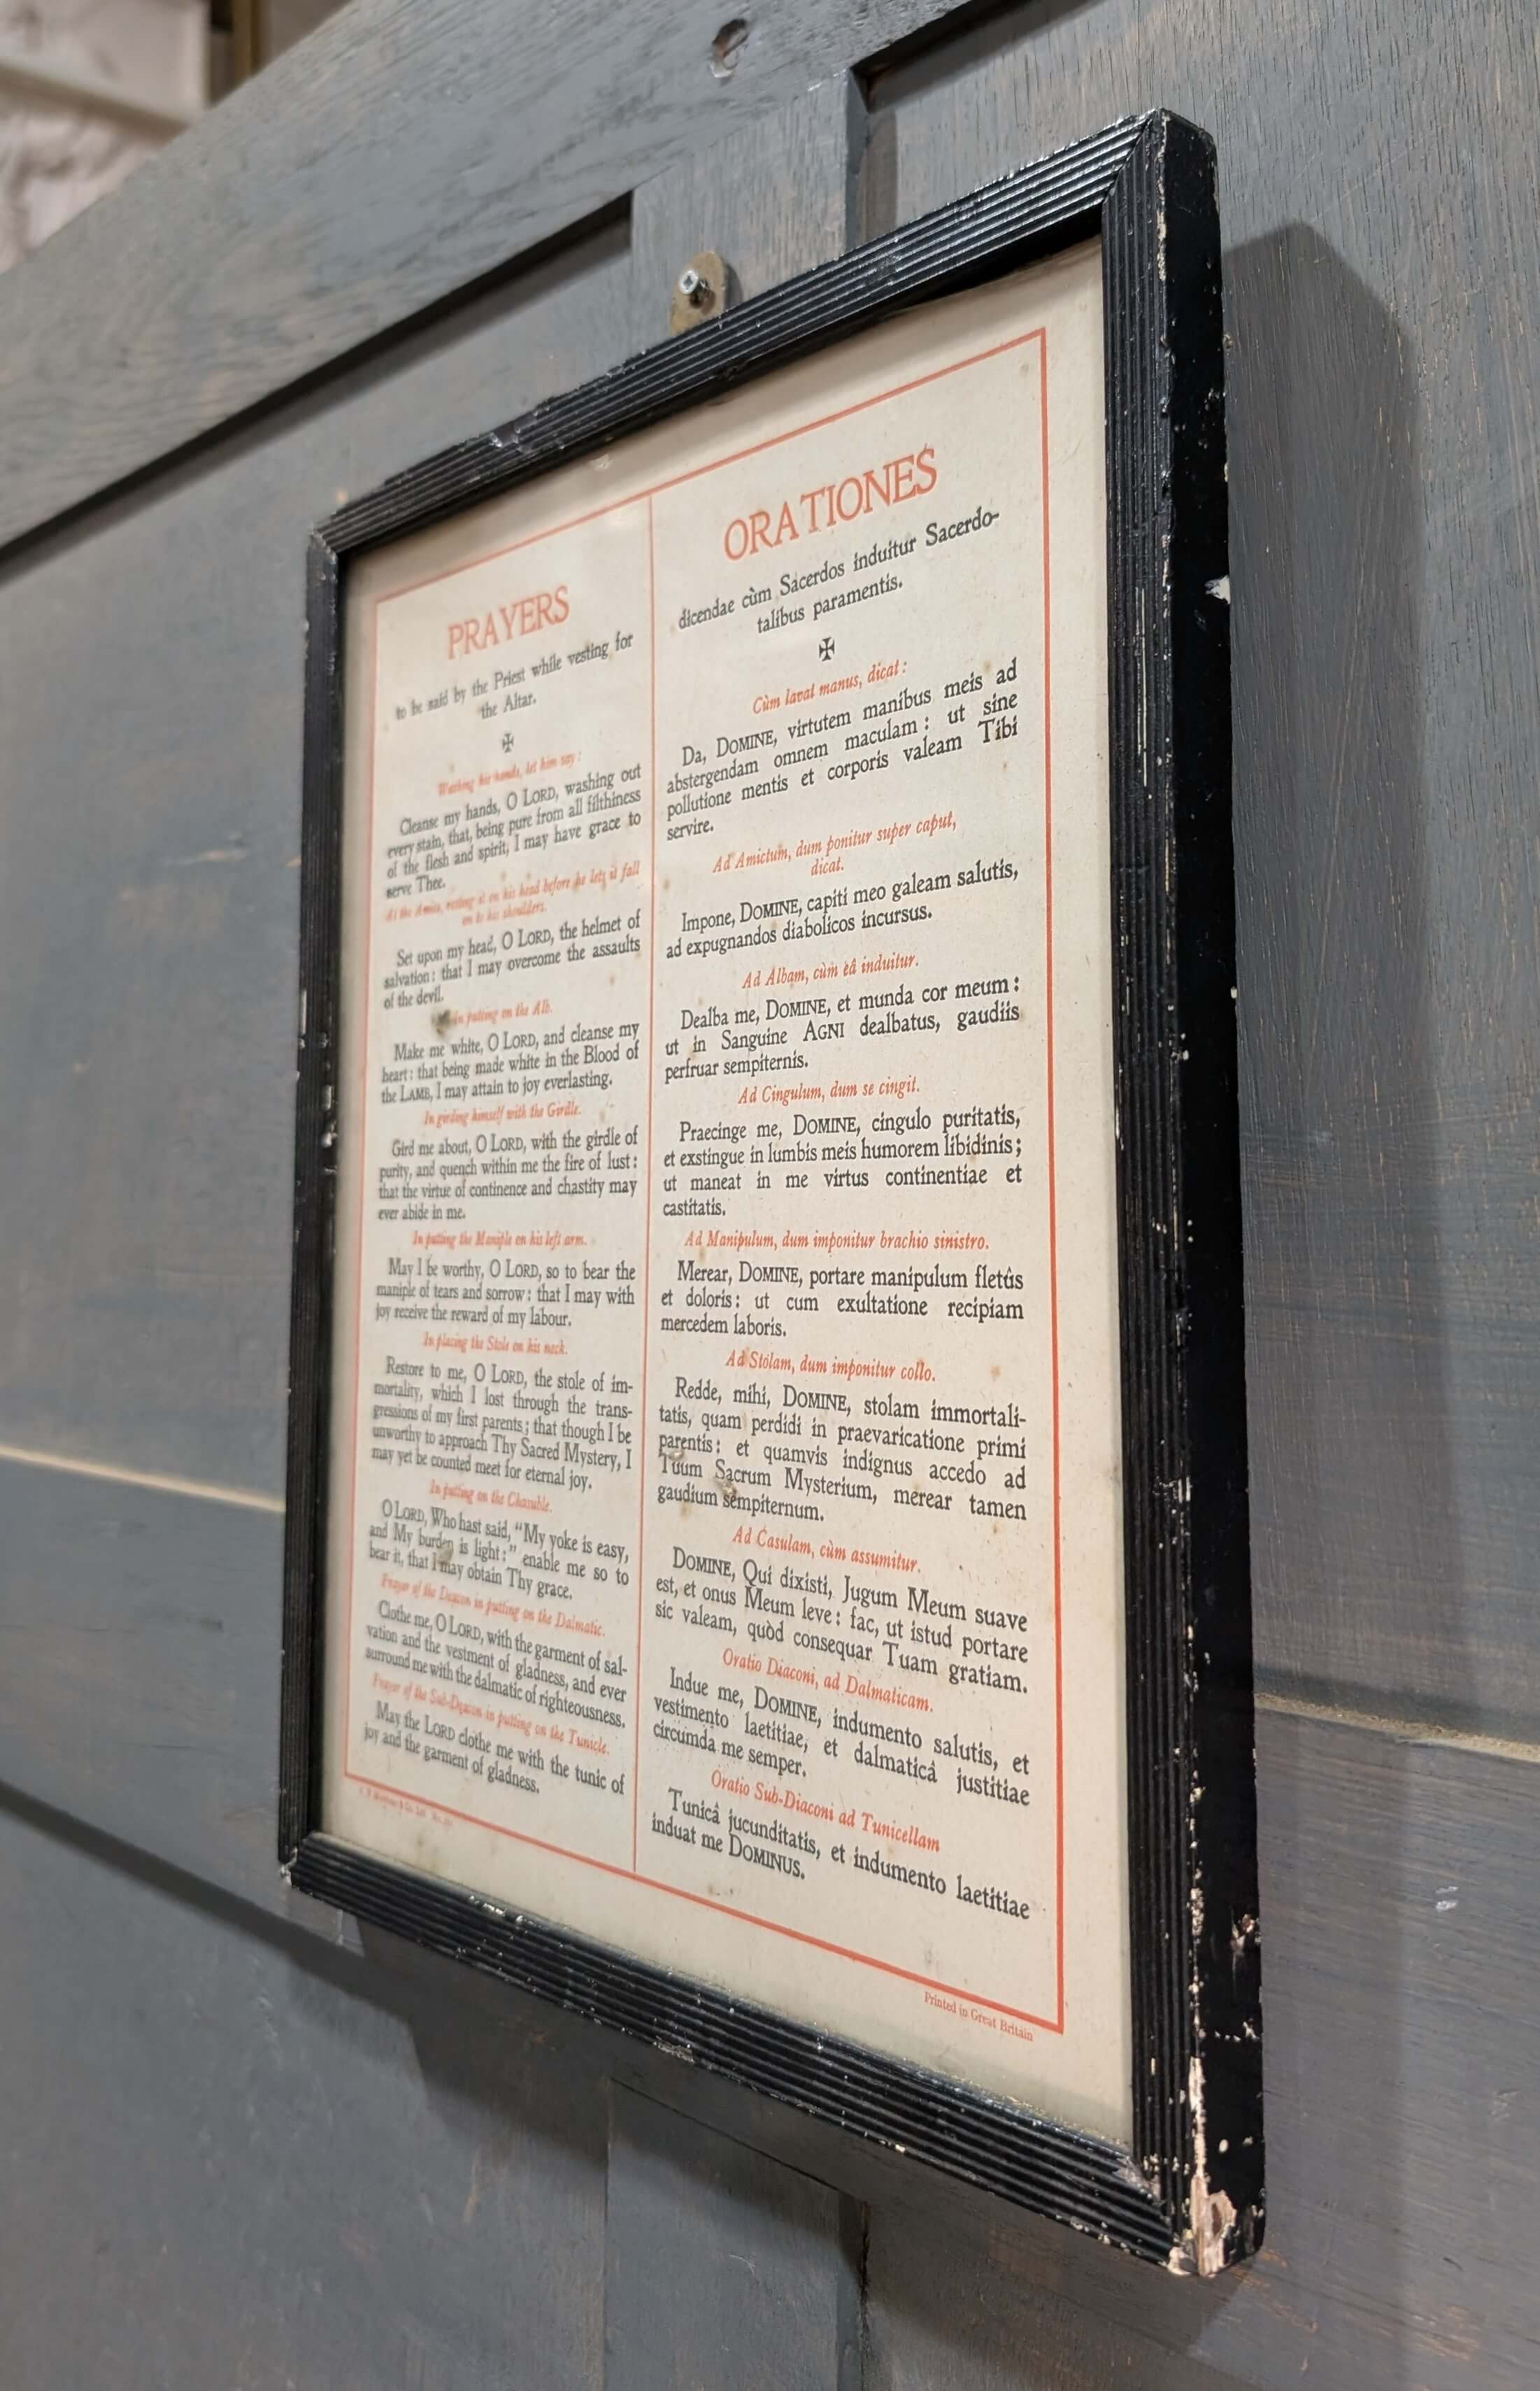 PRAYERS
to be said by the Priest while vesting for
the Altar.
✠
Washing his hands, let him say :
Cleanse my hands, O LORD, washing out
every stain, that, being pure from all filthiness
of the flesh and spirit, I may have grace to
serve Thee.
At the Amice, resting it on his head before he lets it fall
on to his shoulders.
Set upon my head, O LORD, the helmet of
salvation : that I may overcome the assaults
of the devil.
In putting on the Alb.
Make me white, O LORD, and cleanse my
heart : that being made white in the Blood of
the LAMB, I may attain to joy everlasting.
In girding himself with the Girdle.
Gird me about, O LORD, with the girdle of
purity, and quench within me the fire of lust :
that the virtue of continence and chastity may
ever abide in me.
In putting the Maniple on his left arm.
May I be worthy, O LORD, so to bear the
maniple of tears and sorrow : that I may with
joy receive the reward of my labour.
In placing the Stole on his neck.
Restore to me, O LORD, the stole of im-
mortality, which I lost through the trans-
gressions of my first parents ; that though I be
unworthy to approach Thy Sacred Mystery, I
may yet be counted meet for eternal joy.
In putting on the Chasuble.
O LORD, Who hast said, “My yoke is easy,
and My burden is light :” enable me so to
bear it, that I may obtain Thy grace.
Prayer of the Deacon in putting on the Dalmatic.
Clothe me, O LORD, with the garment of sal-
vation and the vestment of gladness, and ever
surround me with the dalmatic of righteousness.
Prayer of the Sub-Deacon in putting on the Tunicle.
May the LORD clothe me with the tunic of
joy and the garment of gladness.
ORATIONES
dicendae cùm Sacerdos induitur Sacerdo-
talibus paramentis.
✠
Cùm lavat manus, dicat :
Da, DOMINE, virtutem manibus meis ad
abstergendam omnem maculam : ut sine
pollutione mentis et corporis valeam Tibi
servire.
Ad Amictum, dum ponitur super caput,
dicat.
Impone, DOMINE, capiti meo galeam salutis,
ad expugnandos diabolicos incursus.
Ad Albam, cùm eâ induitur.
Dealba me, DOMINE, et munda cor meum :
ut in Sanguine AGNI dealbatus, gaudiis
perfruar sempiternis.
Ad Cingulum, dum se cingit.
Praecinge me, DOMINE, cingulo puritatis,
et exstingue in lumbis meis humorem libidinis ;
ut maneat in me virtus continentiae et
castitatis.
Ad Manipulum, dum imponitur brachio sinistro.
Merear, DOMINE, portare manipulum fletûs
et doloris : ut cum exultatione recipiam
mercedem laboris.
Ad Stolam, dum imponitur collo.
Redde, mihi, DOMINE, stolam immortali-
tatis, quam perdidi in praevaricatione primi
parentis : et quamvis indignus accedo ad
Tuum Sacrum Mysterium, merear tamen
gaudium sempiternum.
Ad Casulam, cùm assumitur.
DOMINE, Qui dixisti, Jugum Meum suave
est, et onus Meum leve : fac, ut istud portare
sic valeam, quòd consequar Tuam gratiam.
Oratio Diaconi, ad Dalmaticam.
Indue me, DOMINE, indumento salutis, et
vestimento laetitiae, et dalmaticâ justitiae
circumda me semper.
Oratio Sub-Diaconi ad Tunicellam
Tunicâ jucunditatis, et indumento laetitiae
induat me DOMINUS.
Printed in Great Britain